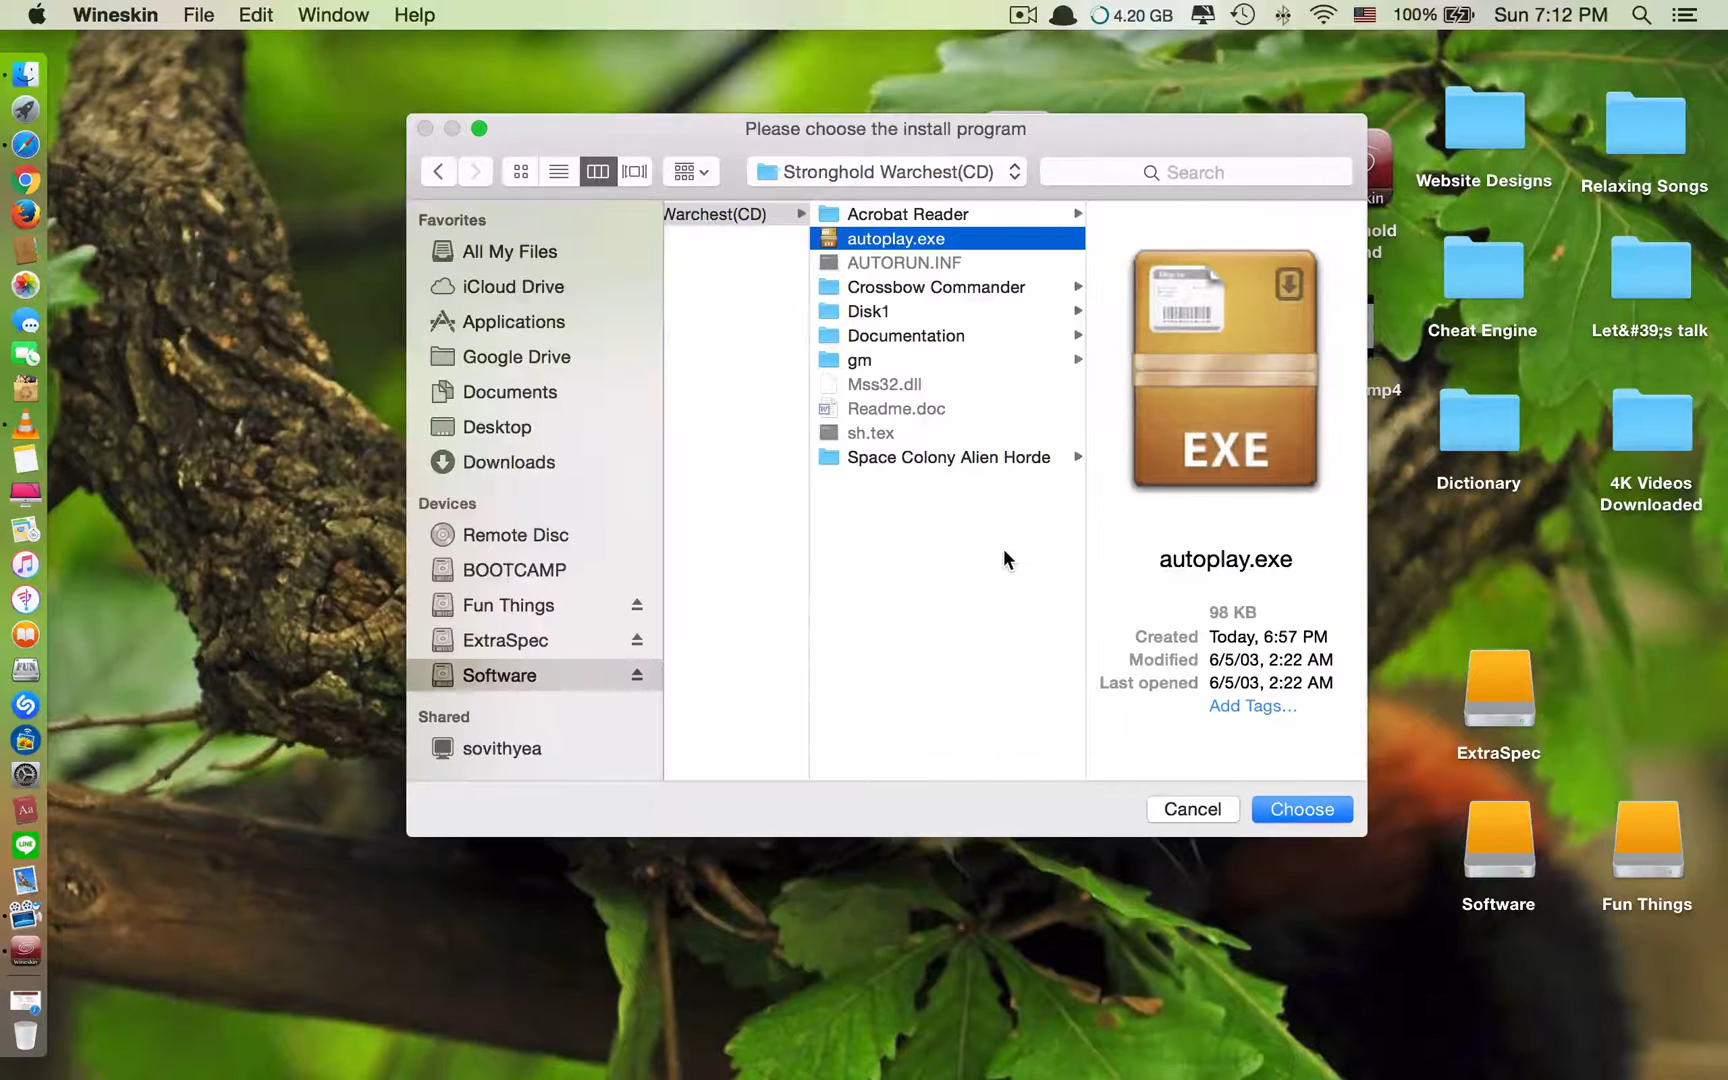 Wineskin File Edit Window Help 4.20 GB 100% Sun 7:12 PM
Please choose the install program
Stronghold Warchest(CD) Search
Favorites
All My Files
iCloud Drive
Applications
Google Drive
Documents
Desktop
Downloads
Devices
Remote Disc
BOOTCAMP
Fun Things
ExtraSpec
Software
Shared
sovithyea
Warchest(CD)
Acrobat Reader
autoplay.exe
AUTORUN.INF
Crossbow Commander
Disk1
Documentation
gm
Mss32.dll
Readme.doc
sh.tex
Space Colony Alien Horde
EXE
autoplay.exe
98 KB
Created Today, 6:57 PM
Modified 6/5/03, 2:22 AM
Last opened 6/5/03, 2:22 AM
Add Tags…
Cancel Choose
Website Designs
Relaxing Songs
Cheat Engine
Let&#39;s talk
mp4
Dictionary
4K Videos
Downloaded
ExtraSpec
Software
Fun Things
FUN
Aa
LINE